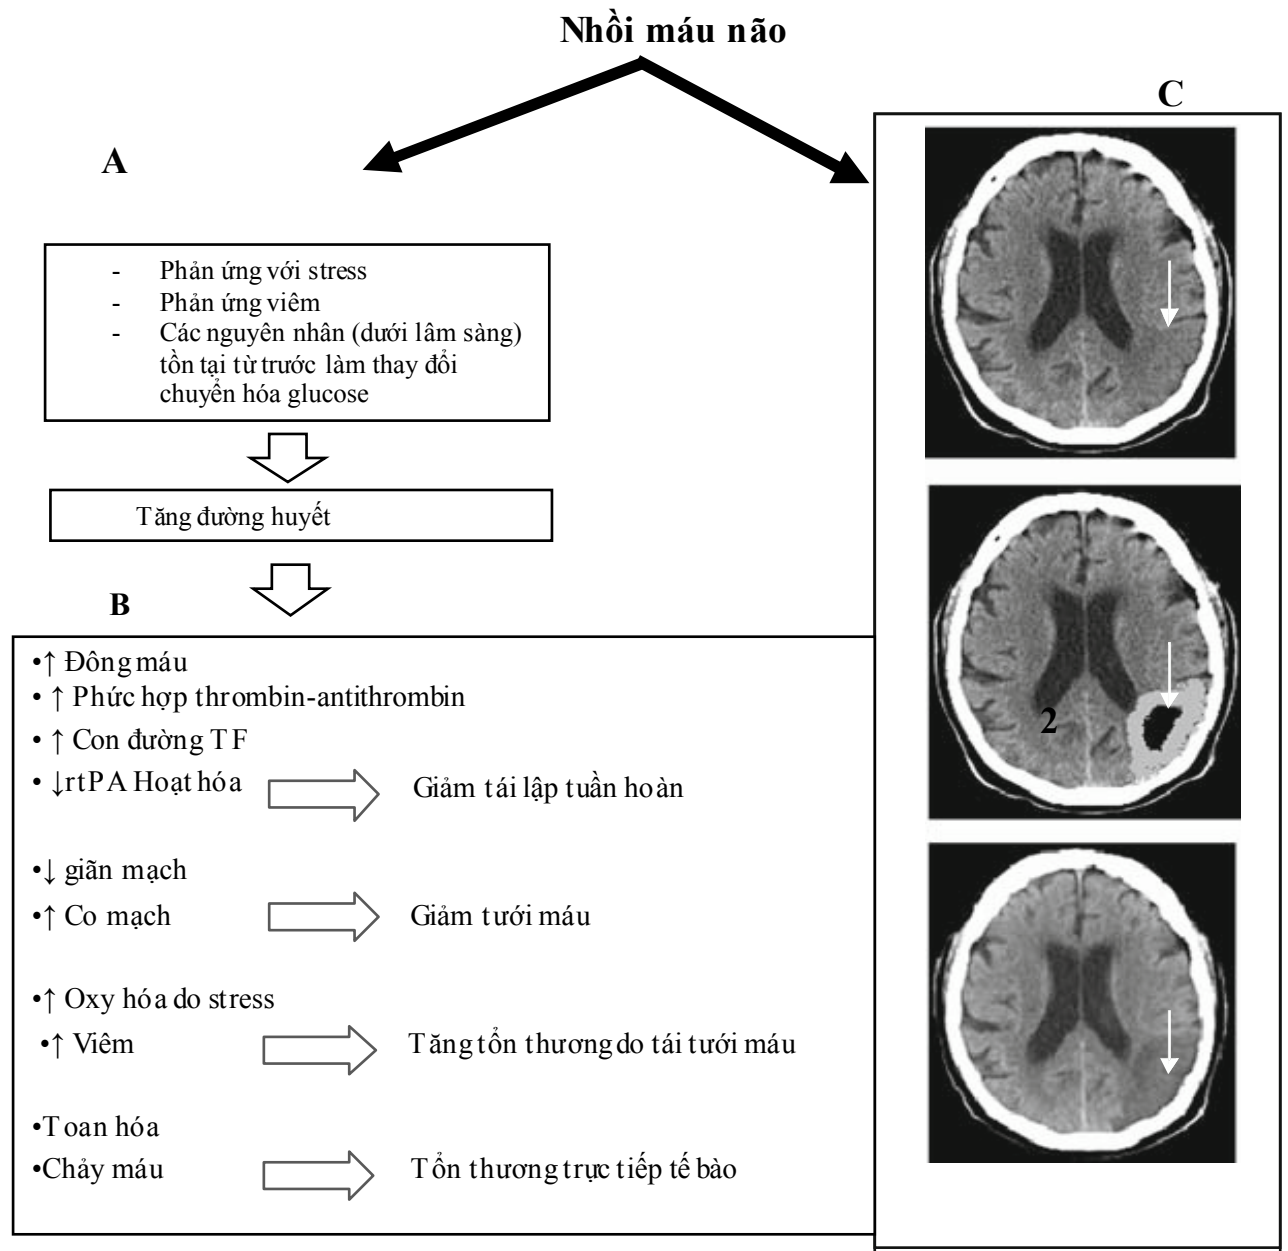 Nhồi máu não
A
- Phản ứng với stress
- Phản ứng viêm
- Các nguyên nhân (dưới lâm sàng)
tồn tại từ trước làm thay đổi
chuyển hóa glucose
Tăng đường huyết
B
•↑ Đông máu
• ↑ Phức hợp thrombin-antithrombin
• ↑ Con đường TF
• ↓rtPA Hoạt hóa
Giảm tái lập tuần hoàn
•↓ giãn mạch
•↑ Co mạch
Giảm tưới máu
•↑ Oxy hóa do stress
•↑ Viêm
Tăng tổn thương do tái tưới máu
•Toan hóa
•Chảy máu
Tổn thương trực tiếp tế bào
C
2